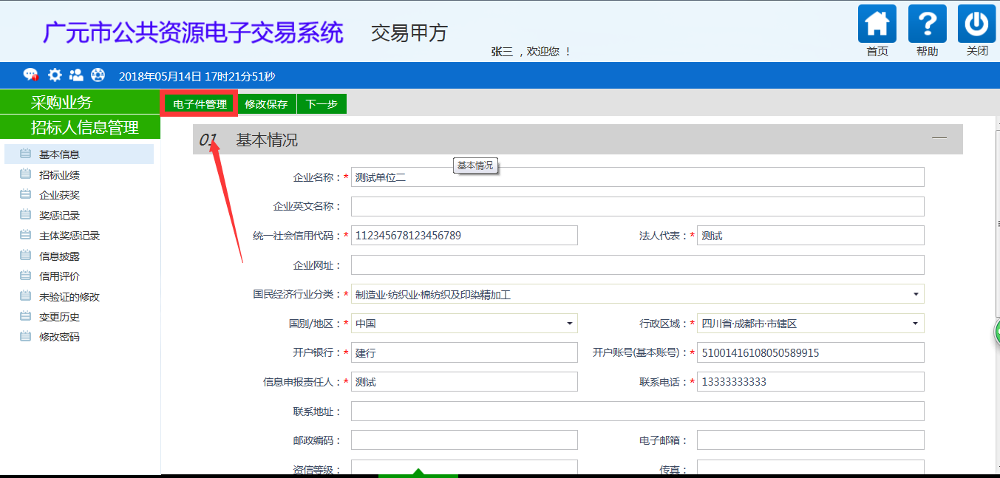 广元市公共资源电子交易系统 交易甲方
张三 ，欢迎您 ！
首页 帮助 关闭
2018年05月14日 17时21分51秒
采购业务
招标人信息管理
基本信息
招标业绩
企业获奖
奖惩记录
主体奖惩记录
信息披露
信用评价
未验证的修改
变更历史
修改密码
电子件管理 修改保存 下一步
01 基本情况
基本情况
企业名称：* 测试单位二
企业英文名称：
统一社会信用代码：* 112345678123456789 法人代表：* 测试
企业网址：
国民经济行业分类：* 制造业·纺织业·棉纺织及印染精加工
国别/地区：* 中国 行政区域：* 四川省·成都市·市辖区
开户银行：* 建行 开户账号(基本账号)：* 51001416108050589915
信息申报责任人：* 测试 联系电话：* 13333333333
联系地址：
邮政编码： 电子邮箱：
资信等级： 传真：